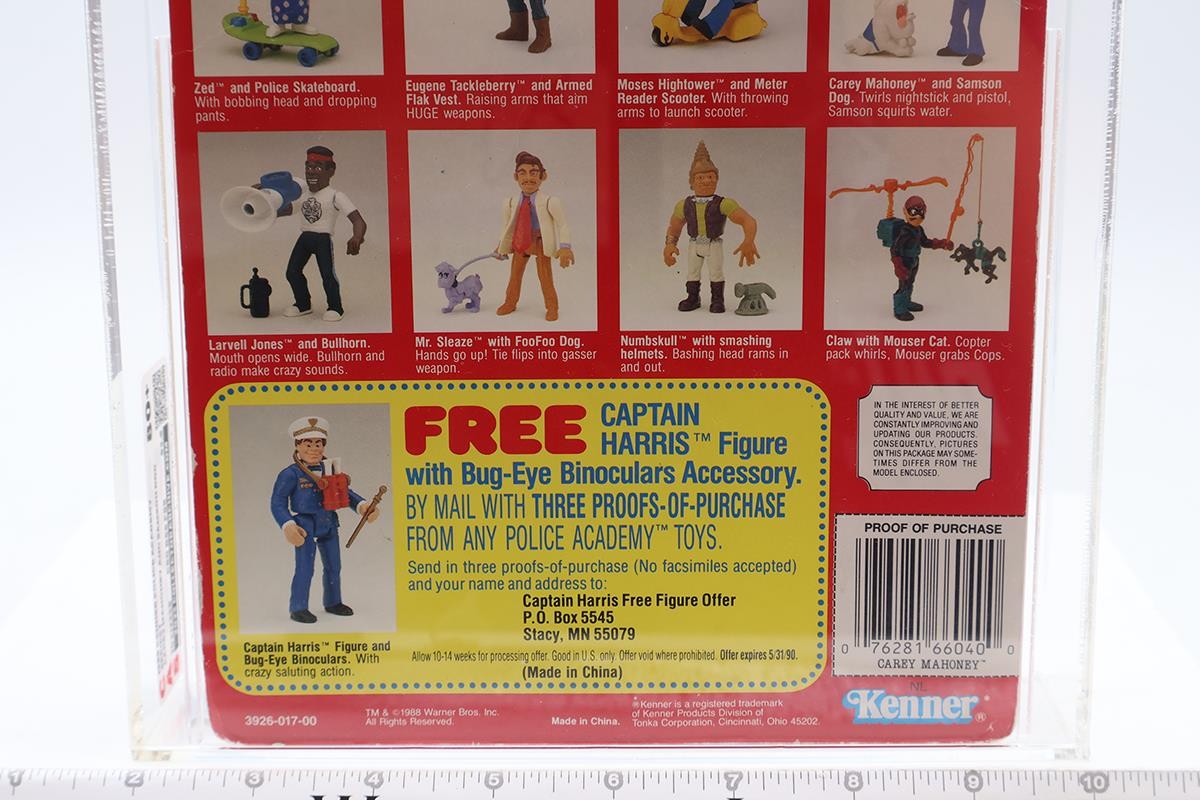 Zed™ and Police Skateboard.
With bobbing head and dropping
pants.
Eugene Tackleberry™ and Armed
Flak Vest. Raising arms that aim
HUGE weapons.
Moses Hightower™ and Meter
Reader Scooter. With throwing
arms to launch scooter.
Carey Mahoney™ and Samson
Dog. Twirls nightstick and pistol,
Samson squirts water.
Larvell Jones™ and Bullhorn.
Mouth opens wide. Bullhorn and
radio make crazy sounds.
Mr. Sleaze™ with FooFoo Dog.
Hands go up! Tie flips into gasser
weapon.
Numbskull™ with smashing
helmets. Bashing head rams in
and out.
Claw with Mouser Cat. Copter
pack whirls, Mouser grabs Cops.
FREE CAPTAIN
HARRIS™ Figure
with Bug-Eye Binoculars Accessory.
BY MAIL WITH THREE PROOFS-OF-PURCHASE
FROM ANY POLICE ACADEMY™ TOYS.
Send in three proofs-of-purchase (No facsimiles accepted)
and your name and address to:
Captain Harris Free Figure Offer
P.O. Box 5545
Stacy, MN 55079
Allow 10-14 weeks for processing offer. Good in U.S. only. Offer void where prohibited. Offer expires 5/31/90.
(Made in China)
Captain Harris™ Figure and
Bug-Eye Binoculars. With
crazy saluting action.
IN THE INTEREST OF BETTER
QUALITY AND VALUE, WE ARE
CONSTANTLY IMPROVING AND
UPDATING OUR PRODUCTS.
CONSEQUENTLY, PICTURES
ON THIS PACKAGE MAY SOME-
TIMES DIFFER FROM THE
MODEL ENCLOSED.
PROOF OF PURCHASE
0 76281 66040 0
CAREY MAHONEY™
NL
Kenner®
3926-017-00
TM & ©1988 Warner Bros. Inc.
All Rights Reserved.
Made in China.
®Kenner is a registered trademark
of Kenner Products Division of
Tonka Corporation, Cincinnati, Ohio 45202.
80+
1 2 3 4 5 6 7 8 9 10